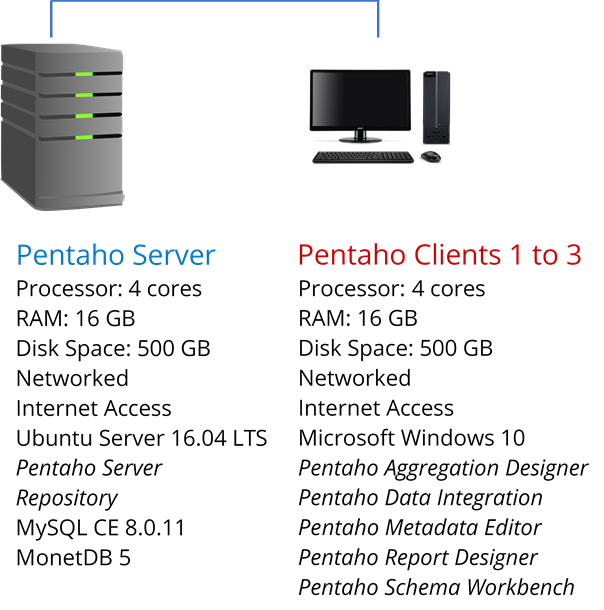 Pentaho Server
Processor: 4 cores
RAM: 16 GB
Disk Space: 500 GB
Networked
Internet Access
Ubuntu Server 16.04 LTS
Pentaho Server
Repository
MySQL CE 8.0.11
MonetDB 5
Pentaho Clients 1 to 3
Processor: 4 cores
RAM: 16 GB
Disk Space: 500 GB
Networked
Internet Access
Microsoft Windows 10
Pentaho Aggregation Designer
Pentaho Data Integration
Pentaho Metadata Editor
Pentaho Report Designer
Pentaho Schema Workbench